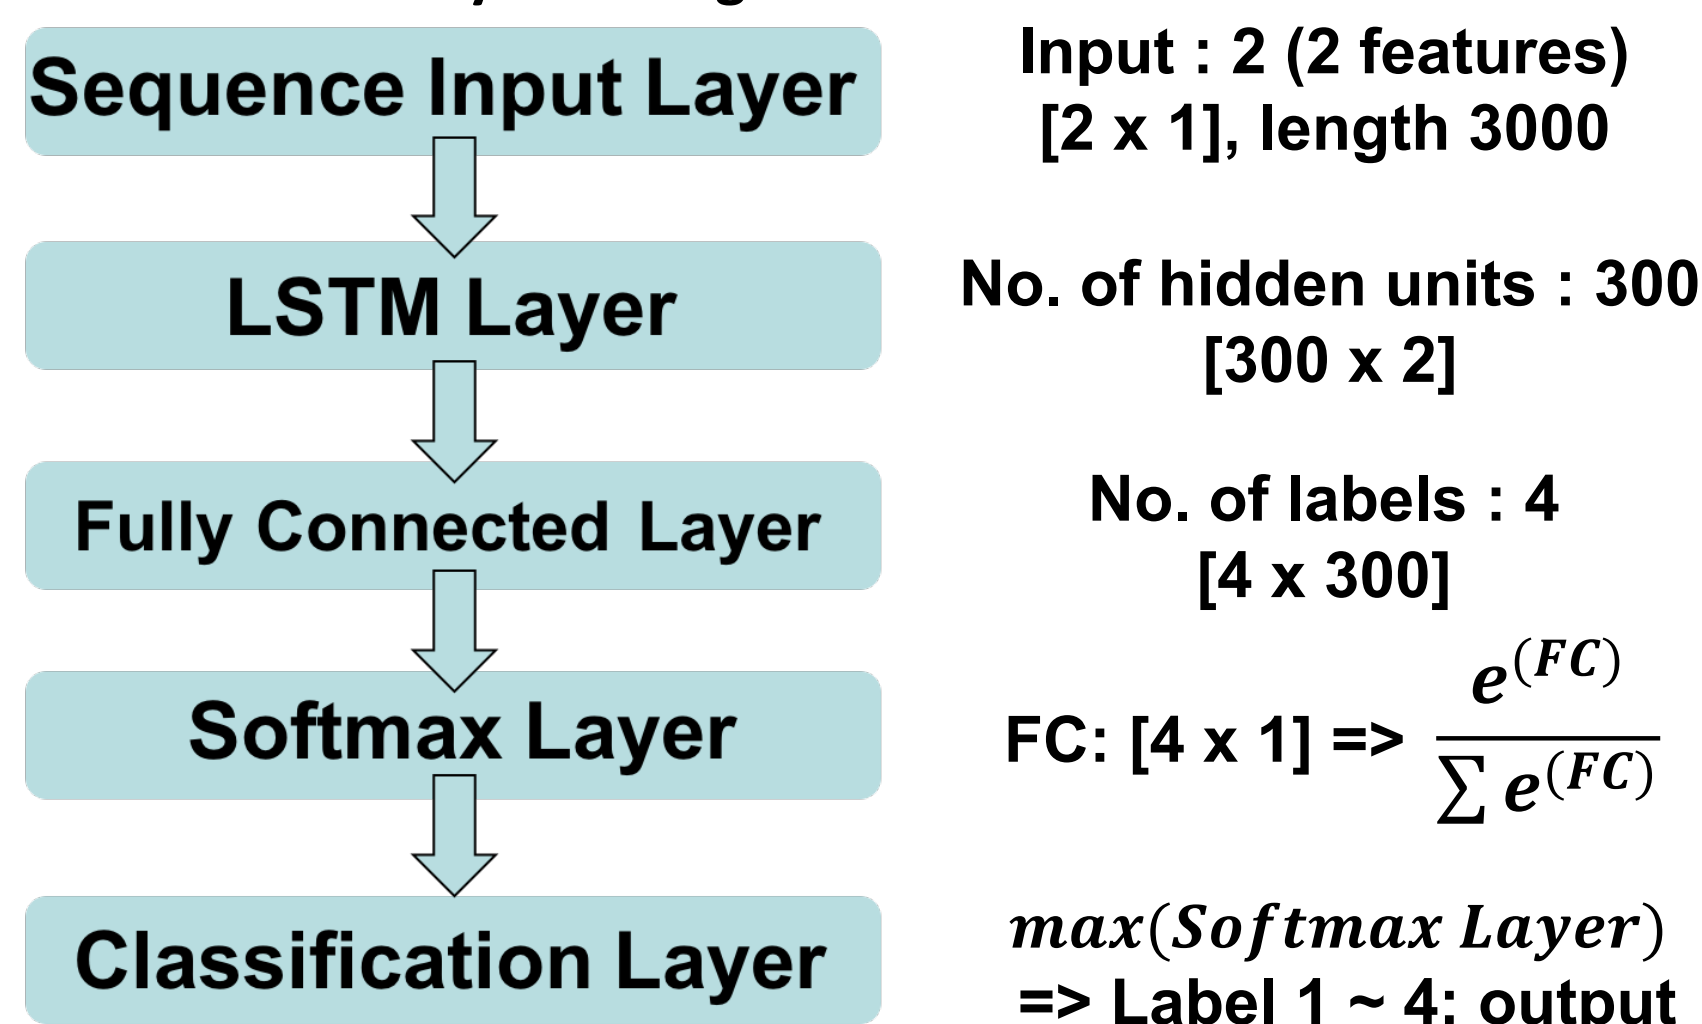 Sequence Input Layer
Input : 2 (2 features)
[2 x 1], length 3000
LSTM Layer
No. of hidden units : 300
[300 x 2]
Fully Connected Layer
No. of labels : 4
[4 x 300]
Softmax Layer
FC: [4 x 1] => e^(FC) / ∑ e^(FC)
Classification Layer
max(Softmax Layer)
=> Label 1 ~ 4: output